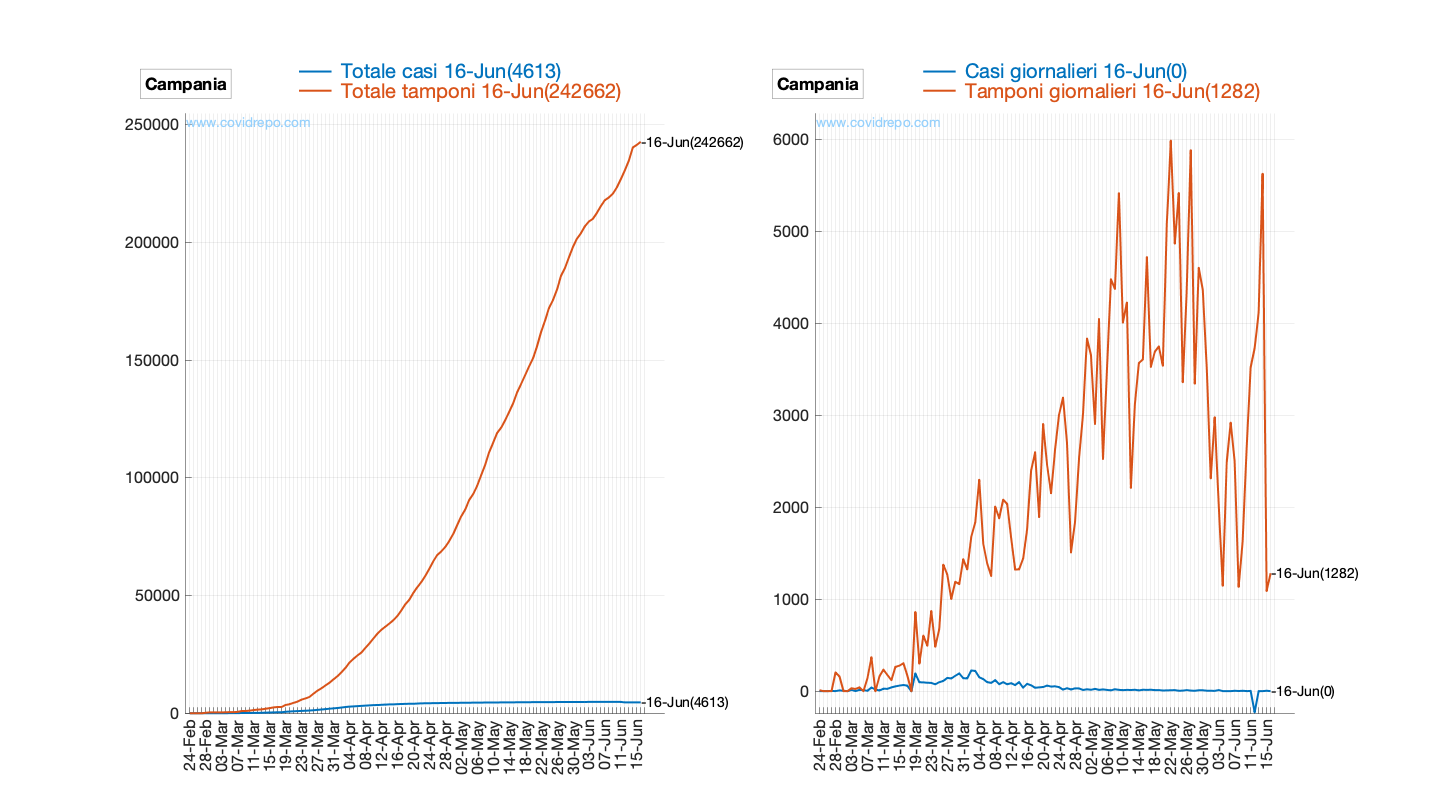 Campania
Totale casi 16-Jun(4613)
Totale tamponi 16-Jun(242662)
www.covidrepo.com
250000
200000
150000
100000
50000
0
-16-Jun(242662)
-16-Jun(4613)
24-Feb
28-Feb
03-Mar
07-Mar
11-Mar
15-Mar
19-Mar
23-Mar
27-Mar
31-Mar
04-Apr
08-Apr
12-Apr
16-Apr
20-Apr
24-Apr
28-Apr
02-May
06-May
10-May
14-May
18-May
22-May
26-May
30-May
03-Jun
07-Jun
11-Jun
15-Jun
Campania
Casi giornalieri 16-Jun(0)
Tamponi giornalieri 16-Jun(1282)
www.covidrepo.com
6000
5000
4000
3000
2000
1000
0
-16-Jun(1282)
-16-Jun(0)
24-Feb
28-Feb
03-Mar
07-Mar
11-Mar
15-Mar
19-Mar
23-Mar
27-Mar
31-Mar
04-Apr
08-Apr
12-Apr
16-Apr
20-Apr
24-Apr
28-Apr
02-May
06-May
10-May
14-May
18-May
22-May
26-May
30-May
03-Jun
07-Jun
11-Jun
15-Jun